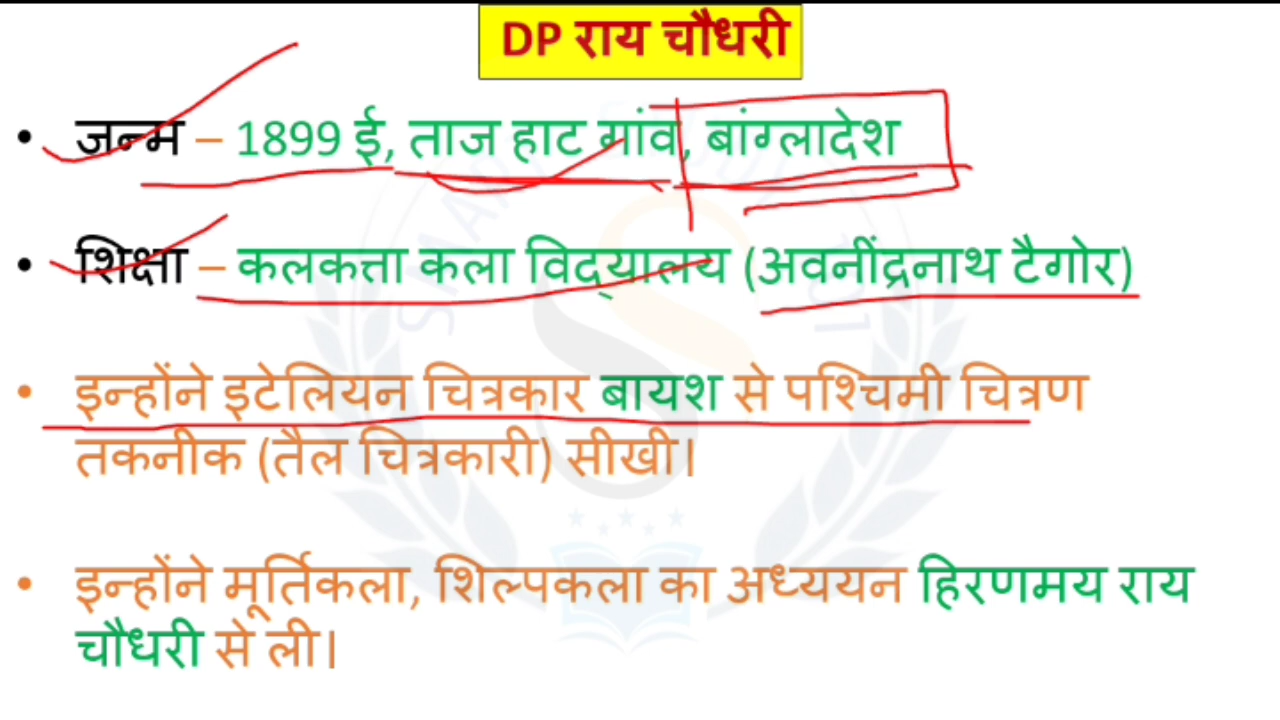 DP राय चौधरी
• जन्म – 1899 ई, ताज हाट गांव, बांग्लादेश
• शिक्षा – कलकत्ता कला विद्यालय (अवनींद्रनाथ टैगोर)
• इन्होंने इटेलियन चित्रकार बायश से पश्चिमी चित्रण
तकनीक (तैल चित्रकारी) सीखी।
• इन्होंने मूर्तिकला, शिल्पकला का अध्ययन हिरणमय राय
चौधरी से ली।